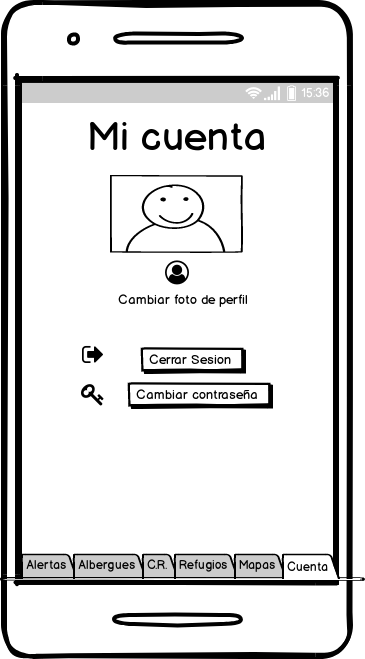 15:36
Mi cuenta
Cambiar foto de perfil
Cerrar Sesion
Cambiar contraseña
Alertas Albergues C.R. Refugios Mapas Cuenta